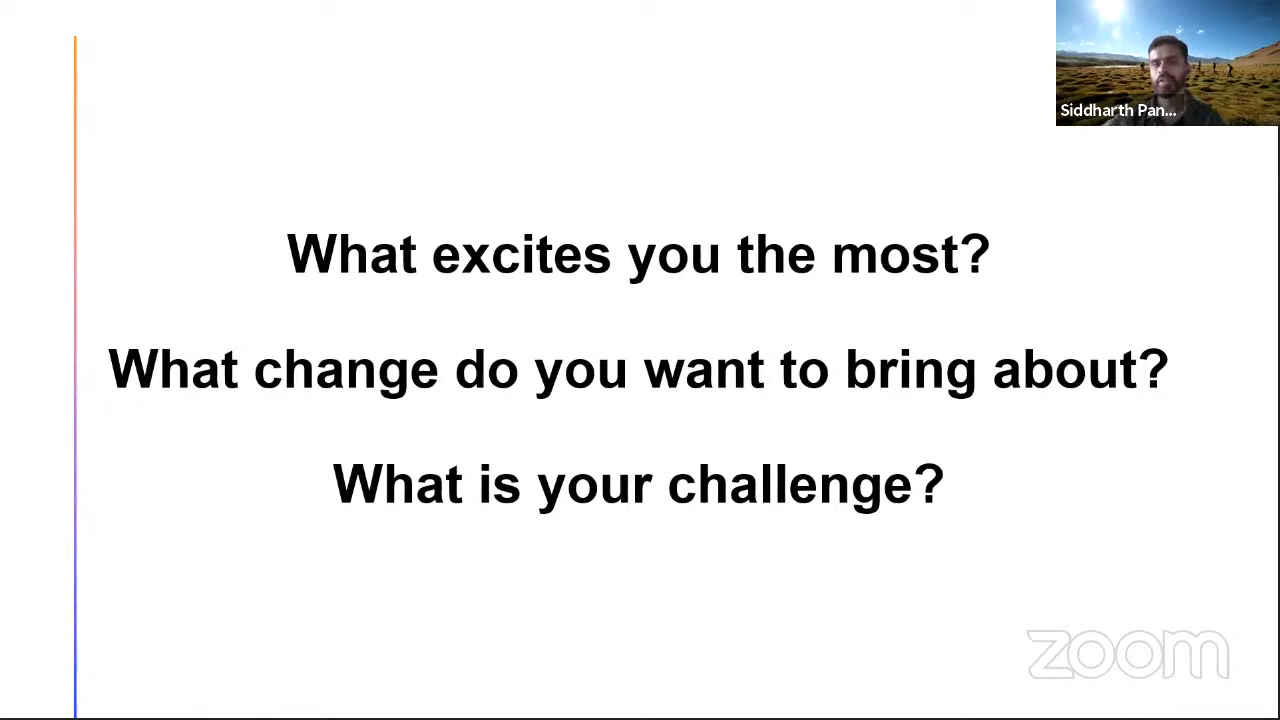 Siddharth Pan...
What excites you the most?
What change do you want to bring about?
What is your challenge?
zoom